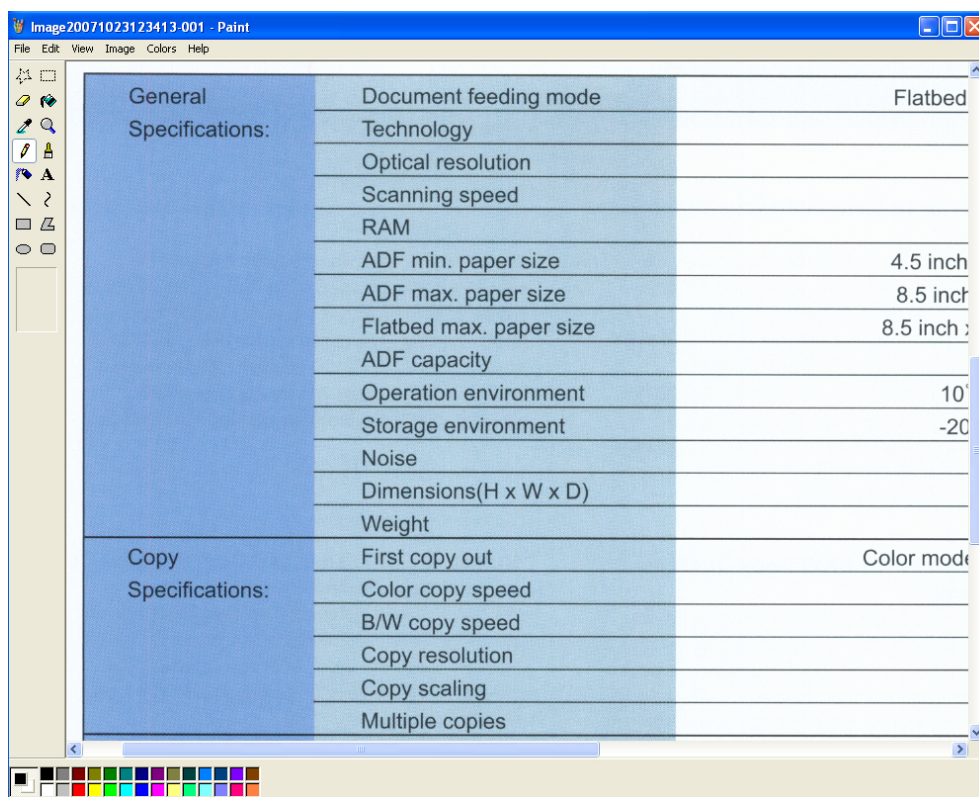 Image20071023123413-001 - Paint
File Edit View Image Colors Help
General Document feeding mode Flatbed
Specifications: Technology
Optical resolution
Scanning speed
RAM
ADF min. paper size 4.5 inch
ADF max. paper size 8.5 inch
Flatbed max. paper size 8.5 inch x
ADF capacity
Operation environment 10°
Storage environment -20
Noise
Dimensions(H x W x D)
Weight
Copy First copy out Color mode
Specifications: Color copy speed
B/W copy speed
Copy resolution
Copy scaling
Multiple copies